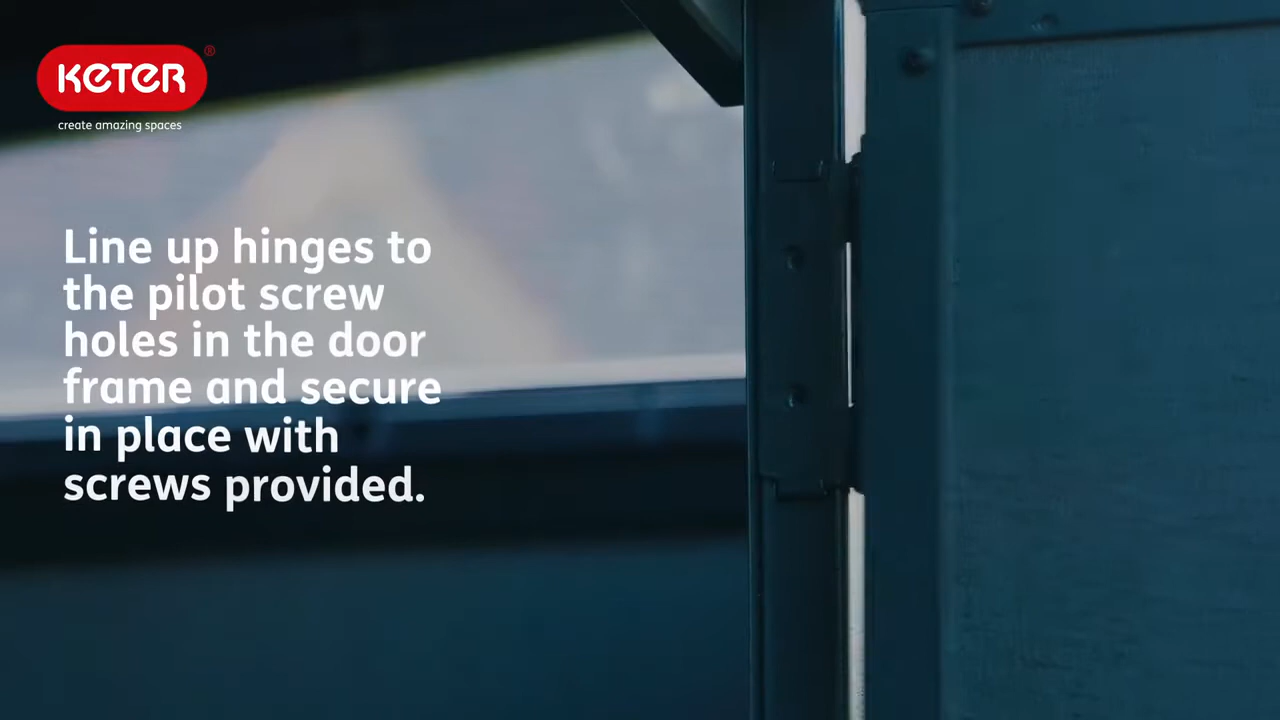 KETER®
create amazing spaces
Line up hinges to
the pilot screw
holes in the door
frame and secure
in place with
screws provided.